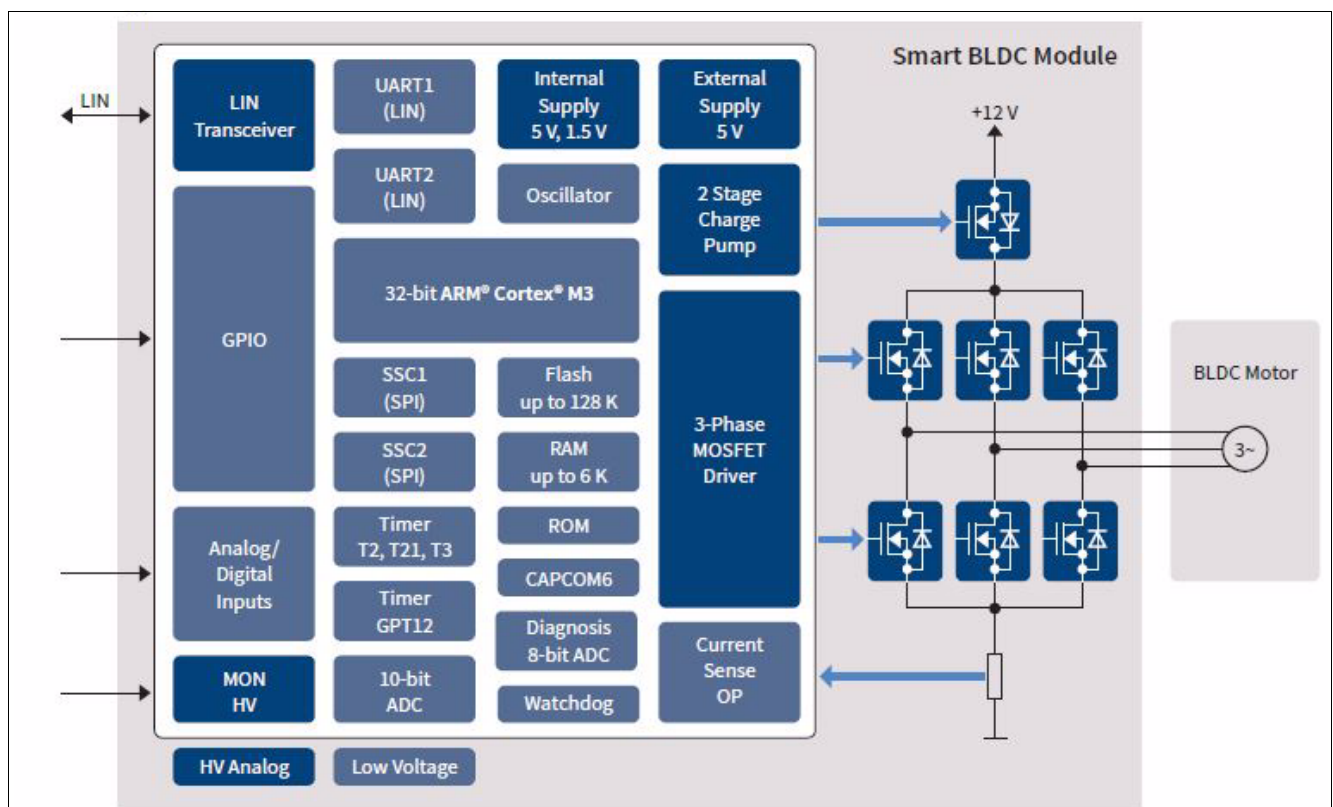 Smart BLDC Module
LIN
LIN
Transceiver
UART1
(LIN)
Internal
Supply
5 V, 1.5 V
External
Supply
5 V
+12 V
UART2
(LIN)
Oscillator
2 Stage
Charge
Pump
GPIO
32-bit ARM® Cortex® M3
SSC1
(SPI)
Flash
up to 128 K
3-Phase
MOSFET
Driver
BLDC Motor
3~
SSC2
(SPI)
RAM
up to 6 K
Analog/
Digital
Inputs
Timer
T2, T21, T3
ROM
CAPCOM6
Timer
GPT12
Diagnosis
8-bit ADC
Current
Sense
OP
MON
HV
10-bit
ADC
Watchdog
HV Analog
Low Voltage